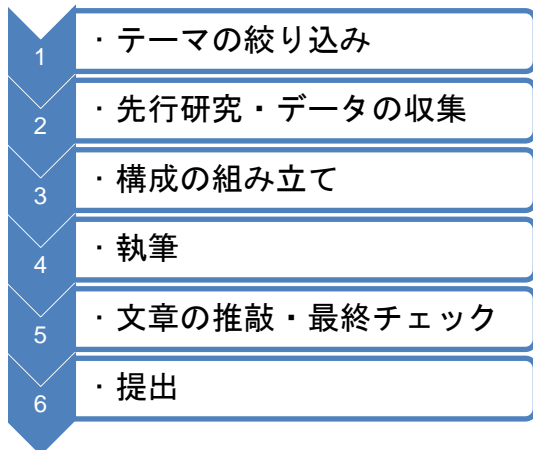 1
・テーマの絞り込み
2
・先行研究・データの収集
3
・構成の組み立て
4
・執筆
5
・文章の推敲・最終チェック
6
・提出